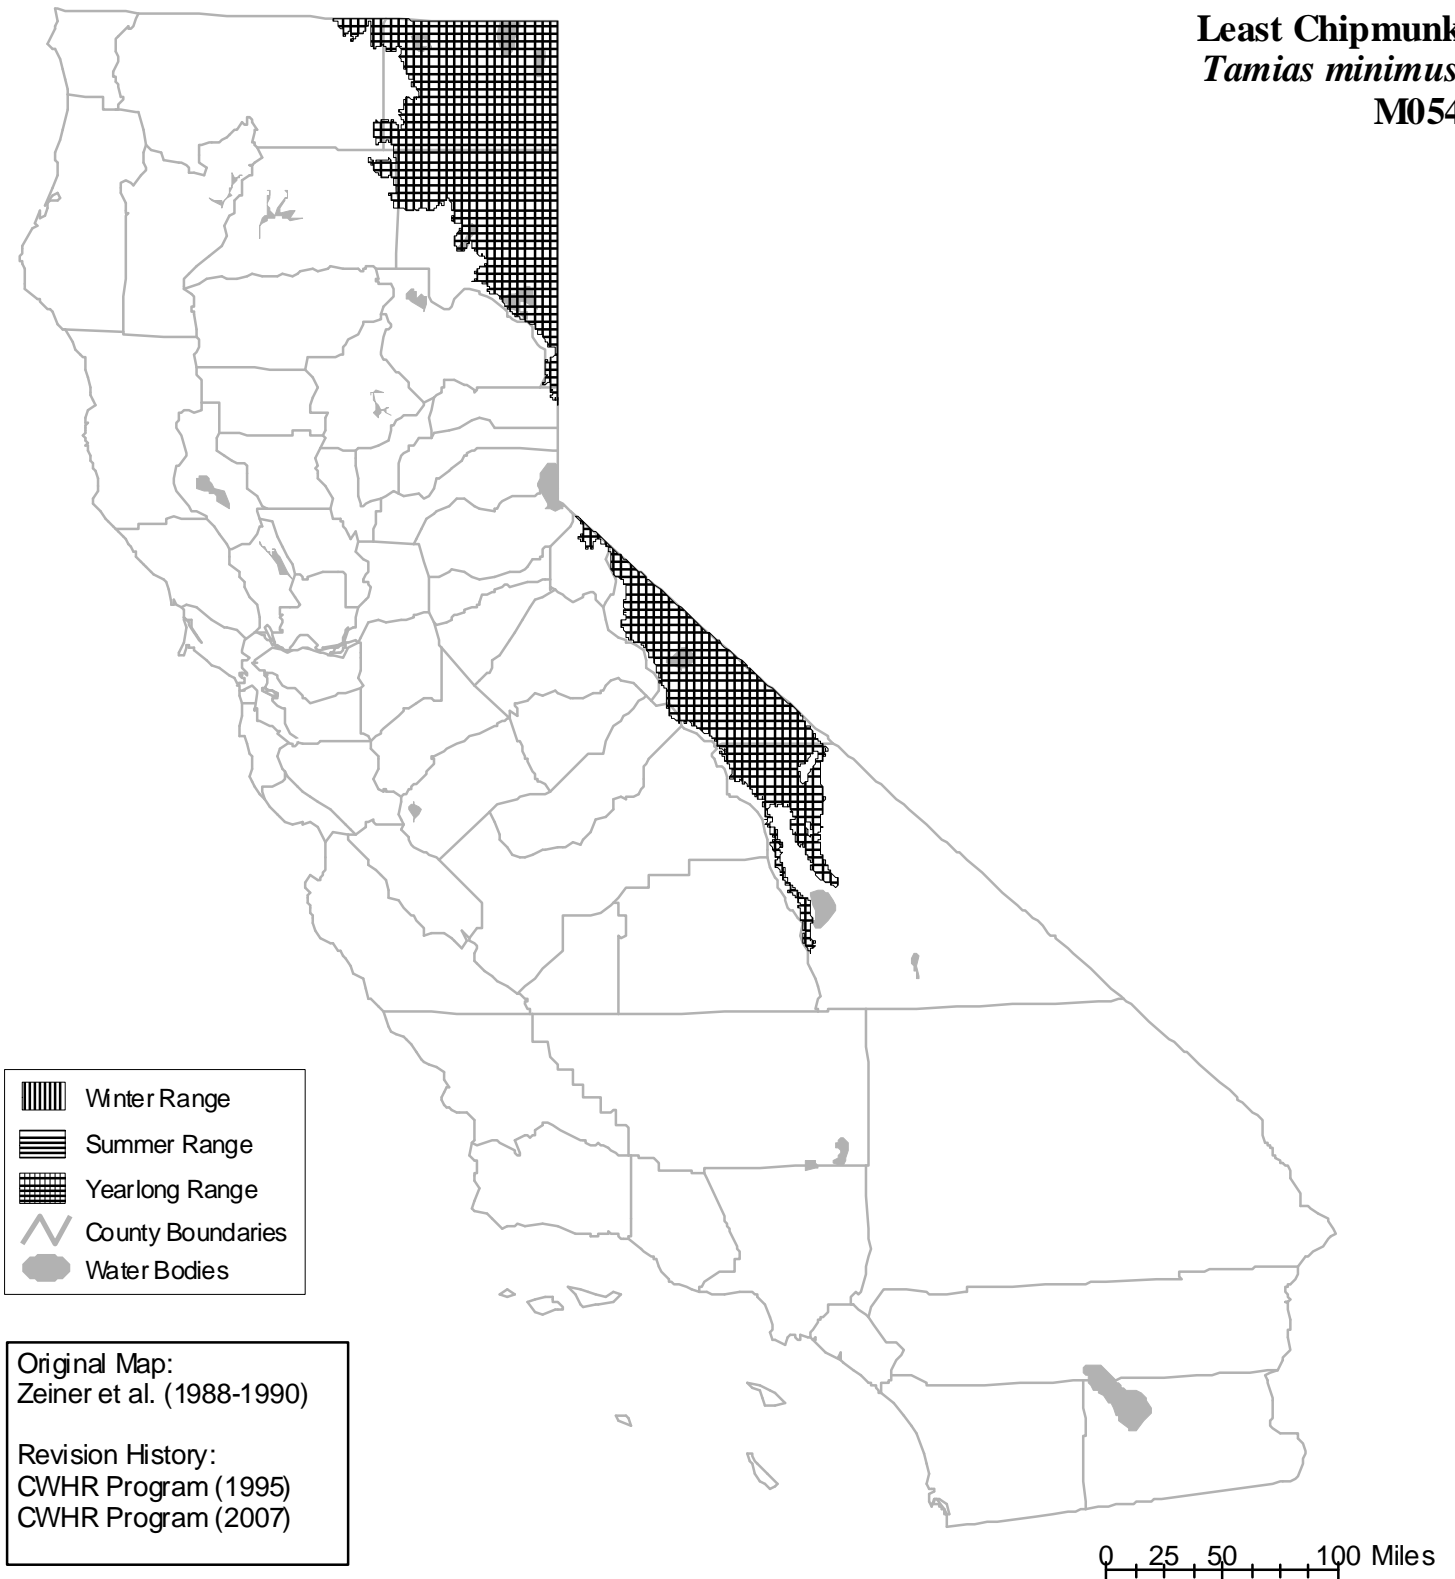 Least Chipmunk
Tamias minimus
M054
Winter Range
Summer Range
Yearlong Range
County Boundaries
Water Bodies
Original Map:
Zeiner et al. (1988-1990)
Revision History:
CWHR Program (1995)
CWHR Program (2007)
0 25 50 100 Miles